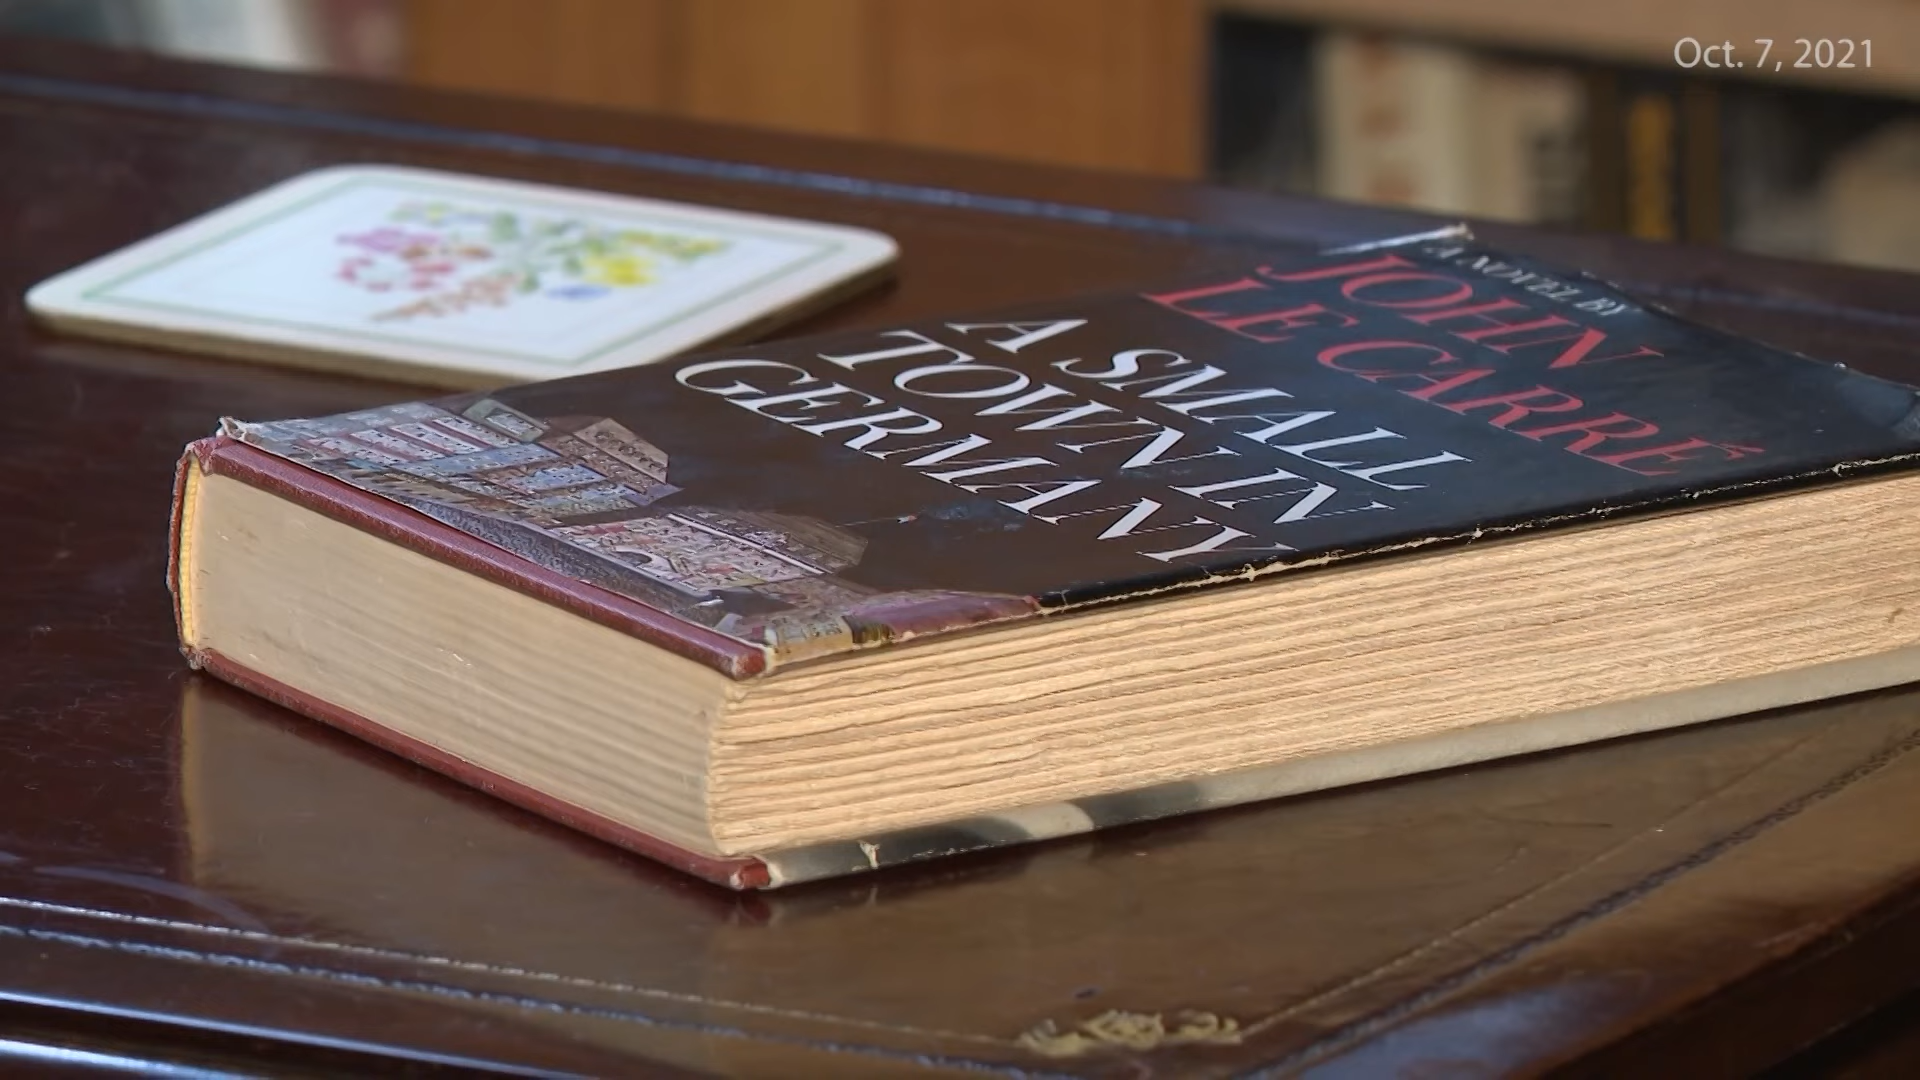 Oct. 7, 2021
A NOVEL BY
JOHN
LE CARRÉ
A SMALL
TOWN IN
GERMANY